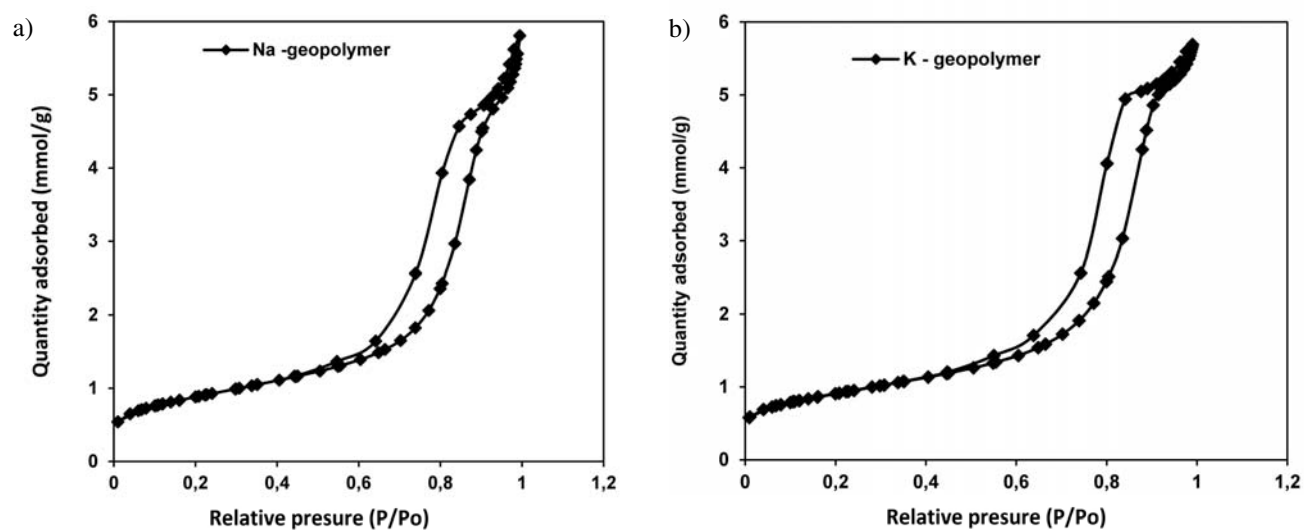 a)
Na -geopolymer
Quantity adsorbed (mmol/g)
6
5
4
3
2
1
0
0 0,2 0,4 0,6 0,8 1 1,2
Relative presure (P/Po)
b)
K - geopolymer
Quantity adsorbed (mmol/g)
6
5
4
3
2
1
0
0 0,2 0,4 0,6 0,8 1 1,2
Relative presure (P/Po)